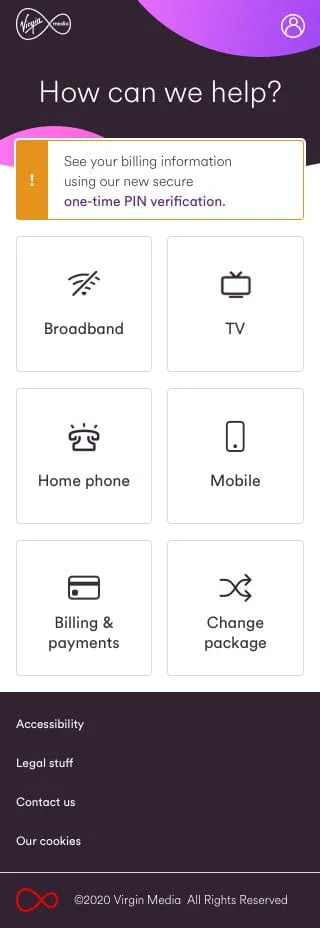 Virgin media
How can we help?
!
See your billing information
using our new secure
one-time PIN verification.
Broadband
TV
Home phone
Mobile
Billing &
payments
Change
package
Accessibility
Legal stuff
Contact us
Our cookies
©2020 Virgin Media All Rights Reserved